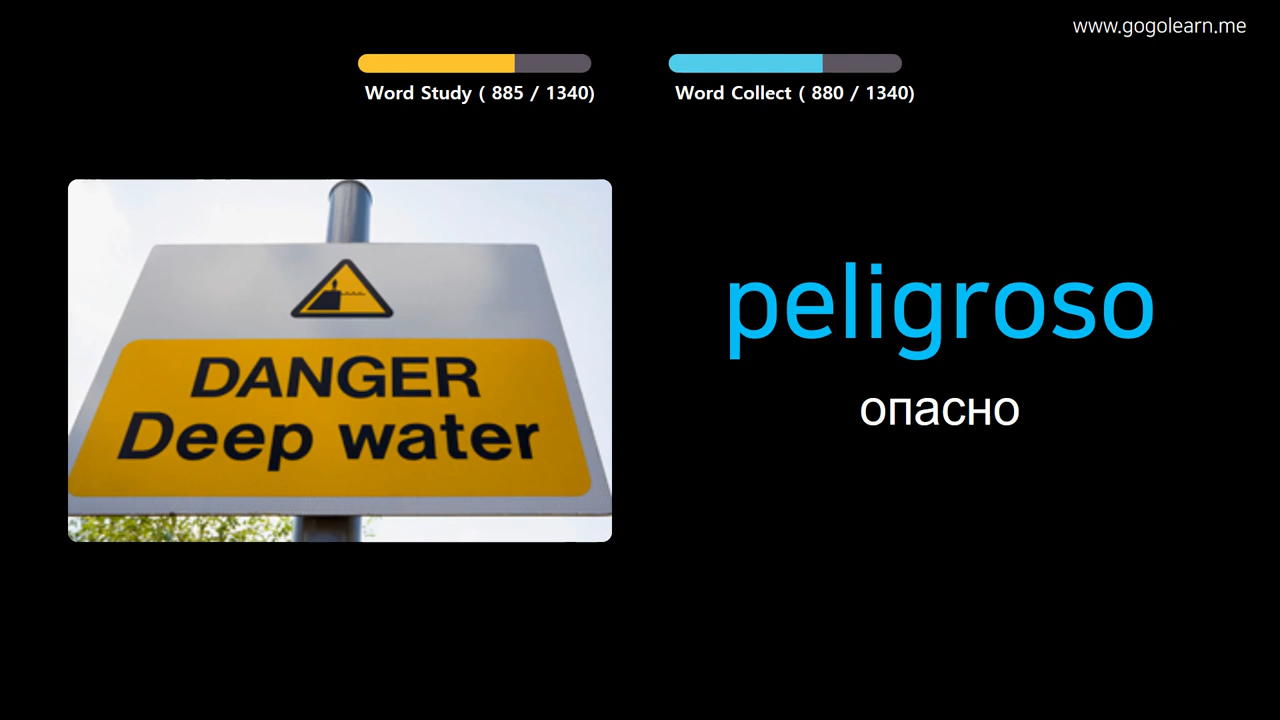 www.gogolearn.me
Word Study ( 885 / 1340)
Word Collect ( 880 / 1340)
DANGER
Deep water
peligroso
опасно